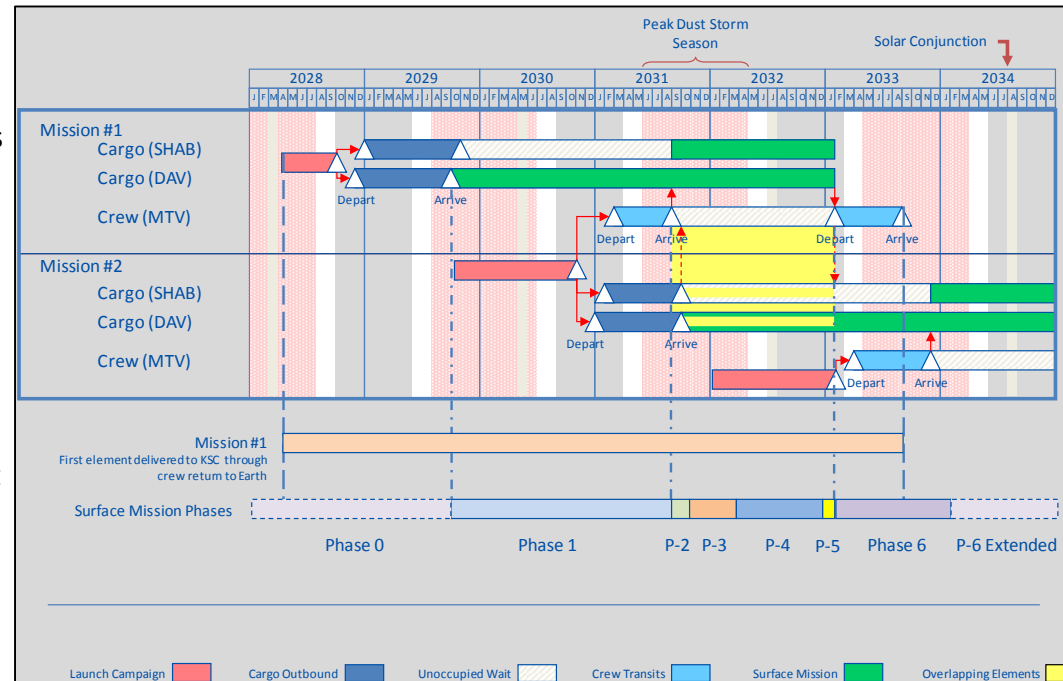 Peak Dust Storm
Season
Solar Conjunction
2028 2029 2030 2031 2032 2033 2034
J F M A M J J A S O N D J F M A M J J A S O N D J F M A M J J A S O N D J F M A M J J A S O N D J F M A M J J A S O N D J F M A M J J A S O N D J F M A M J J A S O N D
Mission #1
Cargo (SHAB)
Cargo (DAV)
Depart Arrive
Crew (MTV)
Depart Arrive Depart Arrive
Mission #2
Cargo (SHAB)
Cargo (DAV)
Depart Arrive
Crew (MTV)
Depart Arrive
Mission #1
First element delivered to KSC through
crew return to Earth
Surface Mission Phases
Phase 0 Phase 1 P-2 P-3 P-4 P-5 Phase 6 P-6 Extended
Launch Campaign Cargo Outbound Unoccupied Wait Crew Transits Surface Mission Overlapping Elements